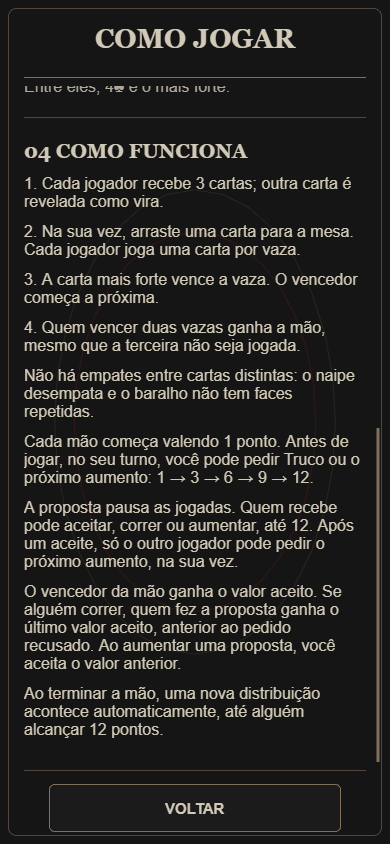 COMO JOGAR
Entre eles, 4♣ é o mais forte.
04 COMO FUNCIONA
1. Cada jogador recebe 3 cartas; outra carta é
revelada como vira.
2. Na sua vez, arraste uma carta para a mesa.
Cada jogador joga uma carta por vaza.
3. A carta mais forte vence a vaza. O vencedor
começa a próxima.
4. Quem vencer duas vazas ganha a mão,
mesmo que a terceira não seja jogada.
Não há empates entre cartas distintas: o naipe
desempata e o baralho não tem faces
repetidas.
Cada mão começa valendo 1 ponto. Antes de
jogar, no seu turno, você pode pedir Truco ou o
próximo aumento: 1 → 3 → 6 → 9 → 12.
A proposta pausa as jogadas. Quem recebe
pode aceitar, correr ou aumentar, até 12. Após
um aceite, só o outro jogador pode pedir o
próximo aumento, na sua vez.
O vencedor da mão ganha o valor aceito. Se
alguém correr, quem fez a proposta ganha o
último valor aceito, anterior ao pedido
recusado. Ao aumentar uma proposta, você
aceita o valor anterior.
Ao terminar a mão, uma nova distribuição
acontece automaticamente, até alguém
alcançar 12 pontos.
VOLTAR